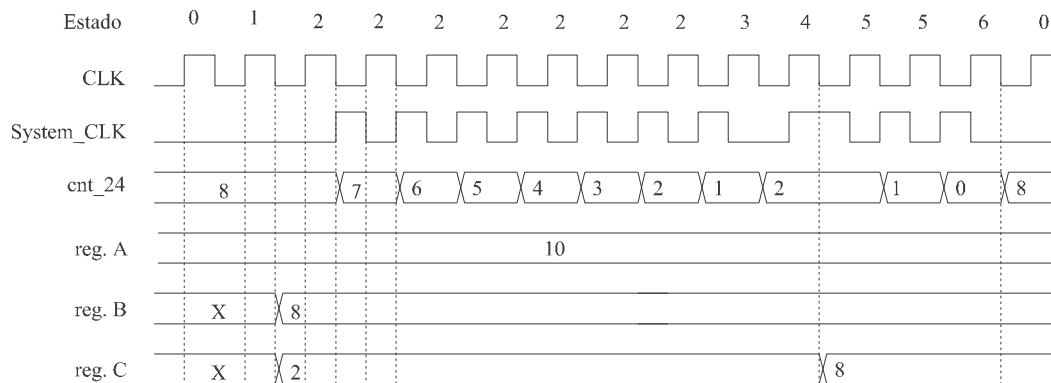 Estado 0 1 2 2 2 2 2 2 2 3 4 5 5 6 0
CLK
System_CLK
cnt_24 8 7 6 5 4 3 2 1 2 1 0 8
reg. A 10
reg. B X 8
reg. C X 2 8